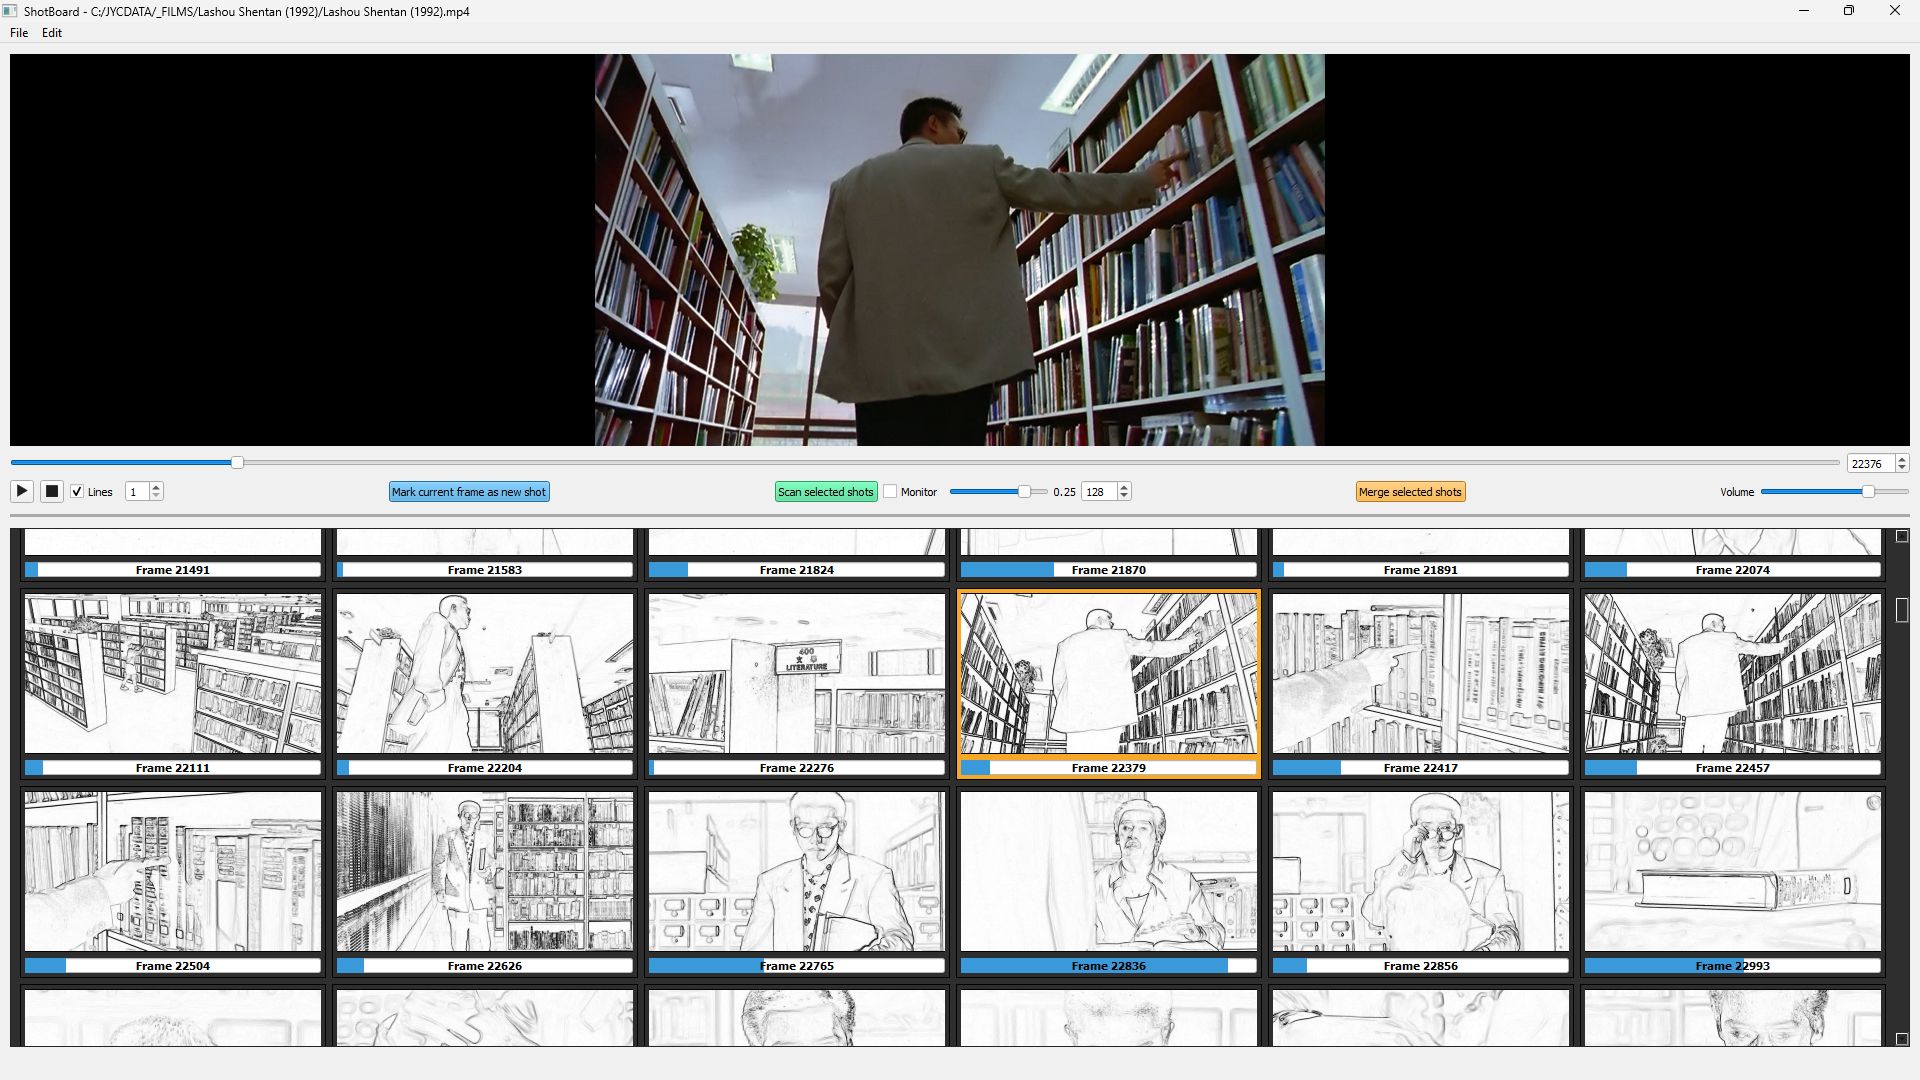 ShotBoard - C:/JYCDATA/_FILMS/Lashou Shentan (1992)/Lashou Shentan (1992).mp4
File Edit
22376
Lines 1 Mark current frame as new shot Scan selected shots Monitor 0.25 128 Merge selected shots Volume
Frame 21491 Frame 21583 Frame 21824 Frame 21870 Frame 21891 Frame 22074
400
LITERATURE
Frame 22111 Frame 22204 Frame 22276 Frame 22379 Frame 22417 Frame 22457
Frame 22504 Frame 22626 Frame 22765 Frame 22836 Frame 22856 Frame 22993